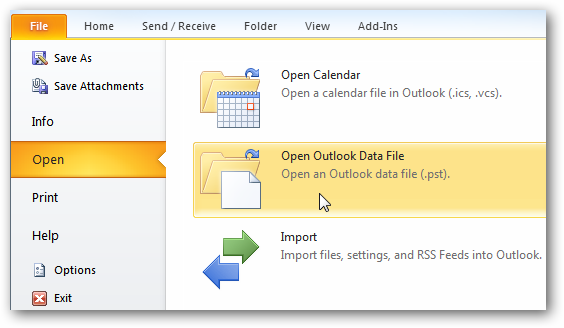 File Home Send / Receive Folder View Add-Ins
Save As
Save Attachments
Info
Open
Print
Help
Options
Exit
Open Calendar
Open a calendar file in Outlook (.ics, .vcs).
Open Outlook Data File
Open an Outlook data file (.pst).
Import
Import files, settings, and RSS Feeds into Outlook.